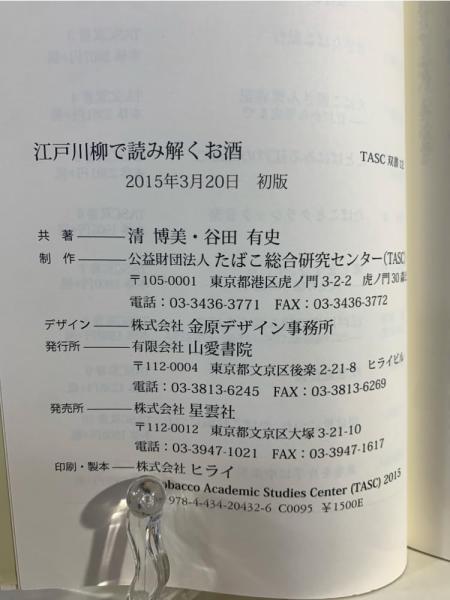 江戸川柳で読み解くお酒
TASC 双書
2015年3月20日 初版
共 著 ―― 清 博美・谷田 有史
制 作 ―― 公益財団法人 たばこ総合研究センター(TASC)
〒105-0001 東京都港区虎ノ門3-2-2 虎ノ門30
電話:03-3436-3771 FAX:03-3436-3772
デザイン ―― 株式会社 金原デザイン事務所
発行所 ―― 有限会社 山愛書院
〒112-0004 東京都文京区後楽2-21-8 ヒライビル
電話:03-3813-6245 FAX:03-3813-6269
発売所 ―― 株式会社 星雲社
〒112-0012 東京都文京区大塚3-21-10
電話:03-3947-1021 FAX:03-3947-1617
印刷・製本 ―― 株式会社 ヒライ
Tobacco Academic Studies Center (TASC) 2015
978-4-434-20432-6 C0095 ¥1500E